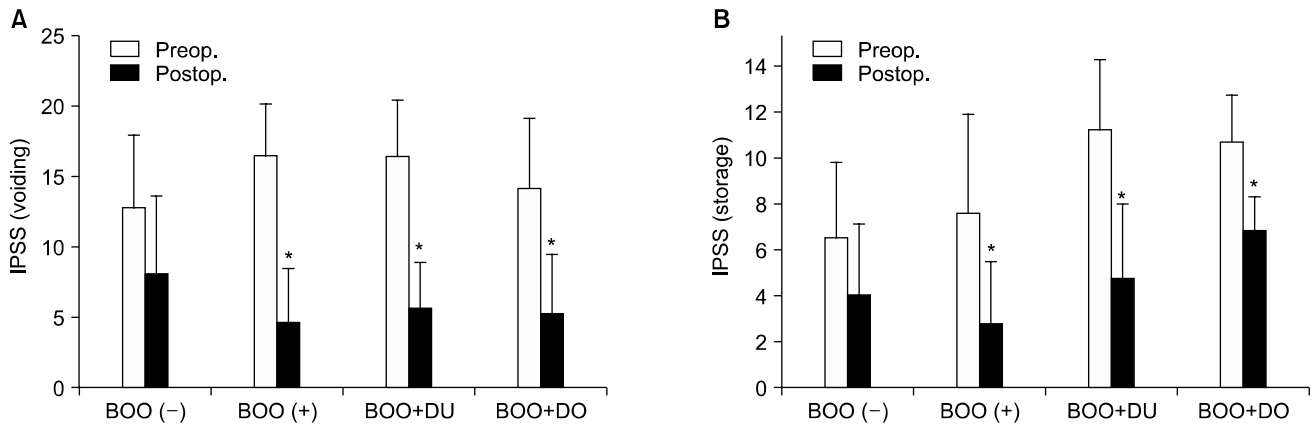 A
25
20
15
10
5
0
IPSS (voiding)
Preop.
Postop.
*
*
*
BOO (−)
BOO (+)
BOO+DU
BOO+DO
B
14
12
10
8
6
4
2
0
IPSS (storage)
Preop.
Postop.
*
*
*
BOO (−)
BOO (+)
BOO+DU
BOO+DO